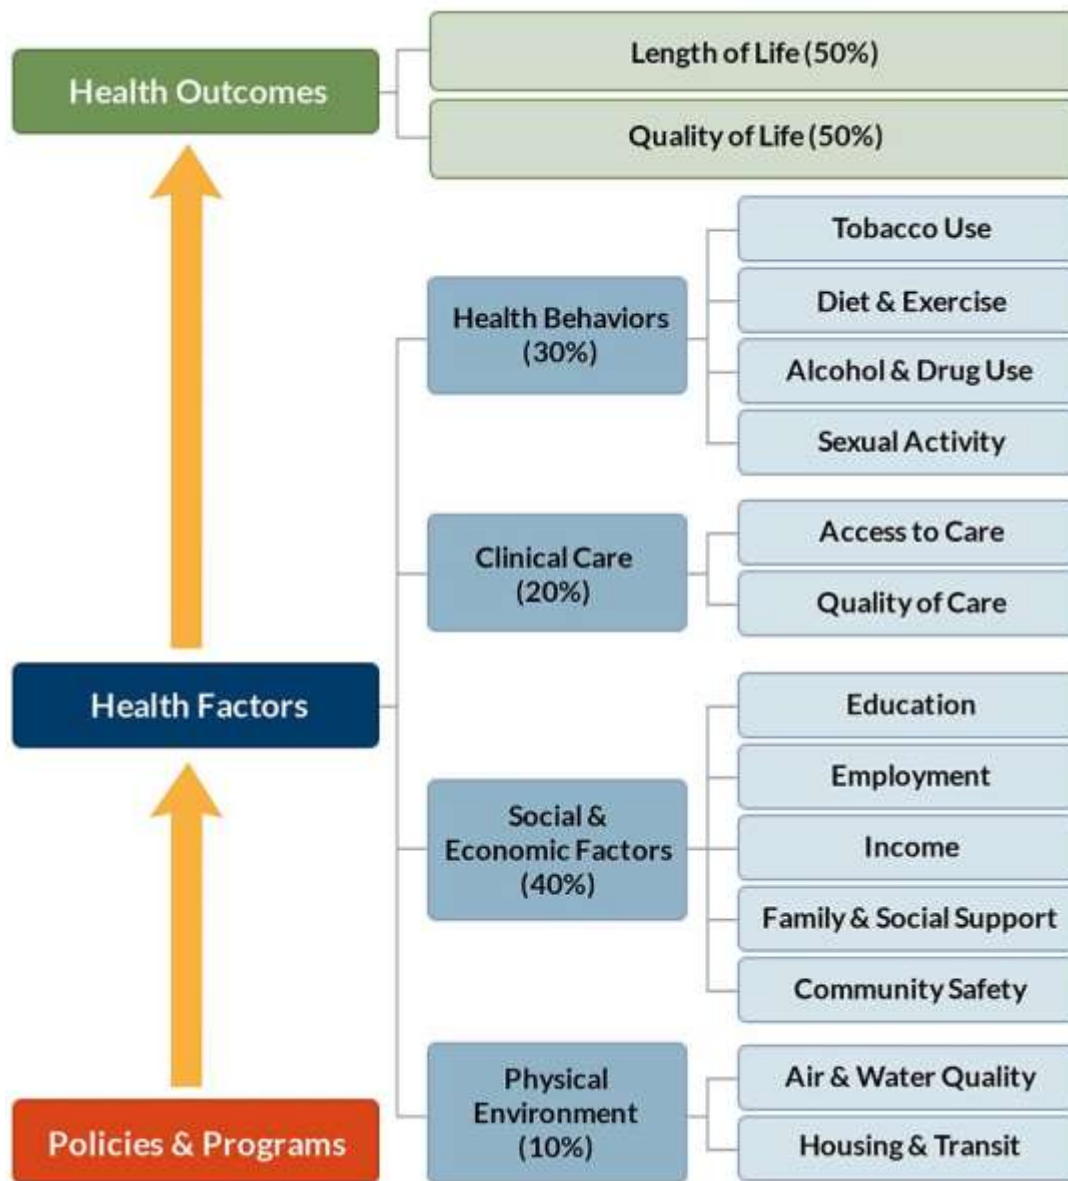 Health Outcomes
Length of Life (50%)
Quality of Life (50%)
Health Factors
Health Behaviors
(30%)
Tobacco Use
Diet & Exercise
Alcohol & Drug Use
Sexual Activity
Clinical Care
(20%)
Access to Care
Quality of Care
Social &
Economic Factors
(40%)
Education
Employment
Income
Family & Social Support
Community Safety
Physical
Environment
(10%)
Air & Water Quality
Housing & Transit
Policies & Programs